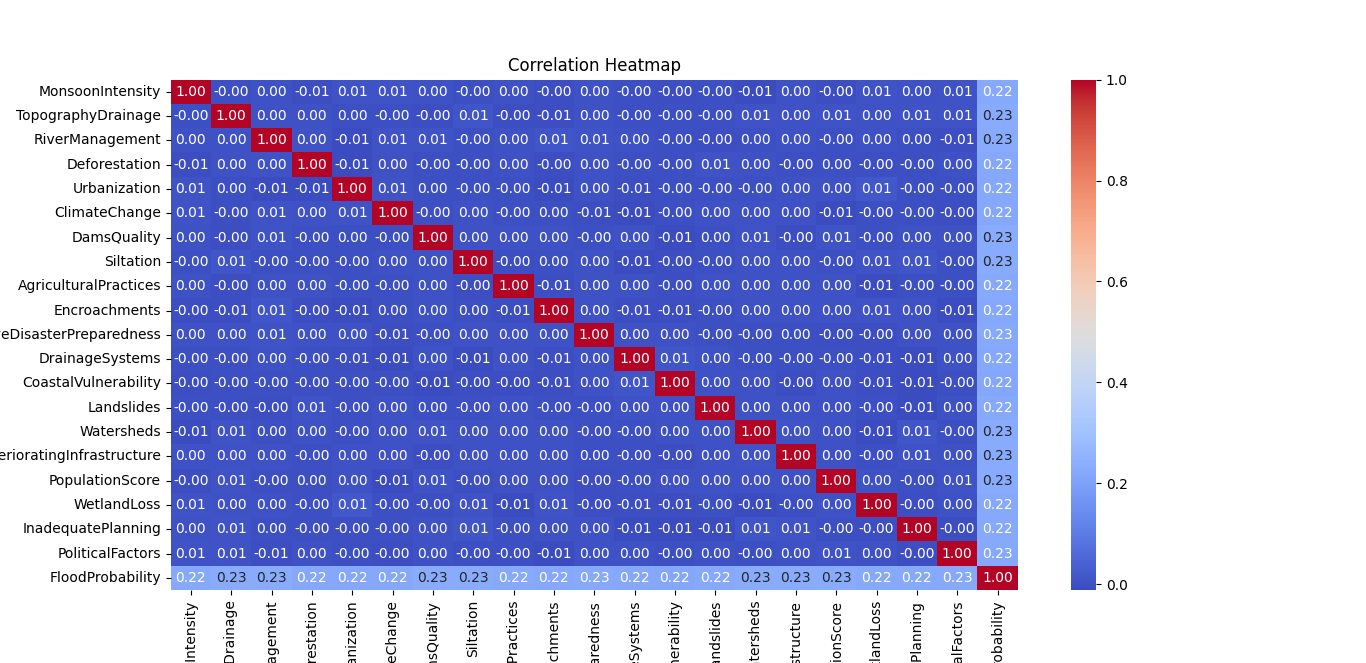 Correlation Heatmap
MonsoonIntensity 1.00 -0.00 0.00 -0.01 0.01 0.01 0.00 -0.00 0.00 -0.00 0.00 -0.00 -0.00 -0.00 -0.01 0.00 -0.00 0.01 0.00 0.01 0.22
TopographyDrainage -0.00 1.00 0.00 0.00 0.00 -0.00 -0.00 0.01 -0.00 -0.01 0.00 -0.00 -0.00 -0.00 0.01 0.00 0.01 0.00 0.01 0.01 0.23
RiverManagement 0.00 0.00 1.00 0.00 -0.01 0.01 0.01 -0.00 0.00 0.01 0.01 0.00 -0.00 -0.00 0.00 0.00 -0.00 0.00 0.00 -0.01 0.23
Deforestation -0.01 0.00 0.00 1.00 -0.01 0.00 -0.00 -0.00 0.00 -0.00 0.00 -0.00 -0.00 0.01 0.00 -0.00 0.00 -0.00 -0.00 0.00 0.22
Urbanization 0.01 0.00 -0.01 -0.01 1.00 0.01 0.00 -0.00 -0.00 -0.01 0.00 -0.01 -0.00 -0.00 -0.00 0.00 0.00 0.01 -0.00 -0.00 0.22
ClimateChange 0.01 -0.00 0.01 0.00 0.01 1.00 -0.00 0.00 -0.00 0.00 -0.01 -0.01 -0.00 0.00 0.00 0.00 -0.01 -0.00 -0.00 -0.00 0.22
DamsQuality 0.00 -0.00 0.01 -0.00 0.00 -0.00 1.00 0.00 0.00 0.00 -0.00 0.00 -0.01 0.00 0.01 -0.00 0.01 -0.00 0.00 0.00 0.23
Siltation -0.00 0.01 -0.00 -0.00 -0.00 0.00 0.00 1.00 -0.00 0.00 0.00 -0.01 -0.00 -0.00 0.00 0.00 0.00 0.01 0.01 -0.00 0.23
AgriculturalPractices 0.00 -0.00 0.00 0.00 -0.00 -0.00 0.00 -0.00 1.00 -0.01 0.00 0.00 0.00 0.00 0.00 0.00 0.00 -0.01 -0.00 -0.00 0.22
Encroachments -0.00 -0.01 0.01 -0.00 -0.01 0.00 0.00 0.00 -0.01 1.00 0.00 -0.01 -0.01 -0.00 0.00 0.00 -0.00 0.01 0.00 -0.01 0.22
eDisasterPreparedness 0.00 0.00 0.01 0.00 0.00 -0.01 -0.00 0.00 0.00 0.00 1.00 0.00 0.00 -0.00 -0.00 0.00 -0.00 -0.00 0.00 0.00 0.23
DrainageSystems -0.00 -0.00 0.00 -0.00 -0.01 -0.01 0.00 -0.01 0.00 -0.01 0.00 1.00 0.01 0.00 -0.00 -0.00 -0.00 -0.01 -0.01 0.00 0.22
CoastalVulnerability -0.00 -0.00 -0.00 -0.00 -0.00 -0.00 -0.01 -0.00 0.00 -0.01 0.00 0.01 1.00 0.00 0.00 -0.00 0.00 -0.01 -0.01 0.00 0.22
Landslides -0.00 -0.00 -0.00 0.01 -0.00 0.00 0.00 -0.00 0.00 -0.00 -0.00 0.00 0.00 1.00 0.00 0.00 0.00 -0.00 -0.01 0.00 0.22
Watersheds -0.01 0.01 0.00 0.00 -0.00 0.00 0.01 0.00 0.00 0.00 -0.00 -0.00 0.00 0.00 1.00 0.00 0.00 -0.01 0.01 -0.00 0.23
erioratingInfrastructure 0.00 0.00 0.00 -0.00 0.00 0.00 -0.00 0.00 0.00 0.00 0.00 -0.00 -0.00 0.00 0.00 1.00 0.00 -0.00 0.01 0.00 0.23
PopulationScore -0.00 0.01 -0.00 0.00 0.00 -0.01 0.01 0.00 0.00 -0.00 -0.00 -0.00 0.00 0.00 0.00 0.00 1.00 0.00 -0.00 0.01 0.23
WetlandLoss 0.01 0.00 0.00 -0.00 0.01 -0.00 -0.00 0.01 -0.01 0.01 -0.00 -0.01 -0.01 -0.00 -0.01 -0.00 0.00 1.00 -0.00 0.00 0.22
InadequatePlanning 0.00 0.01 0.00 -0.00 -0.00 -0.00 0.00 0.01 -0.00 0.00 0.00 -0.01 -0.01 -0.01 0.01 0.01 -0.00 -0.00 1.00 -0.00 0.22
PoliticalFactors 0.01 0.01 -0.01 0.00 -0.00 -0.00 0.00 -0.00 -0.00 -0.01 0.00 0.00 0.00 0.00 -0.00 0.00 0.01 0.00 -0.00 1.00 0.23
FloodProbability 0.22 0.23 0.23 0.22 0.22 0.22 0.23 0.23 0.22 0.22 0.23 0.22 0.22 0.22 0.23 0.23 0.23 0.22 0.22 0.23 1.00
Intensity
Drainage
agement
restation
anization
eChange
msQuality
Siltation
Practices
chments
aredness
eSystems
nerability
andslides
tersheds
structure
ionScore
tlandLoss
Planning
alFactors
obability
1.0
0.8
0.6
0.4
0.2
0.0